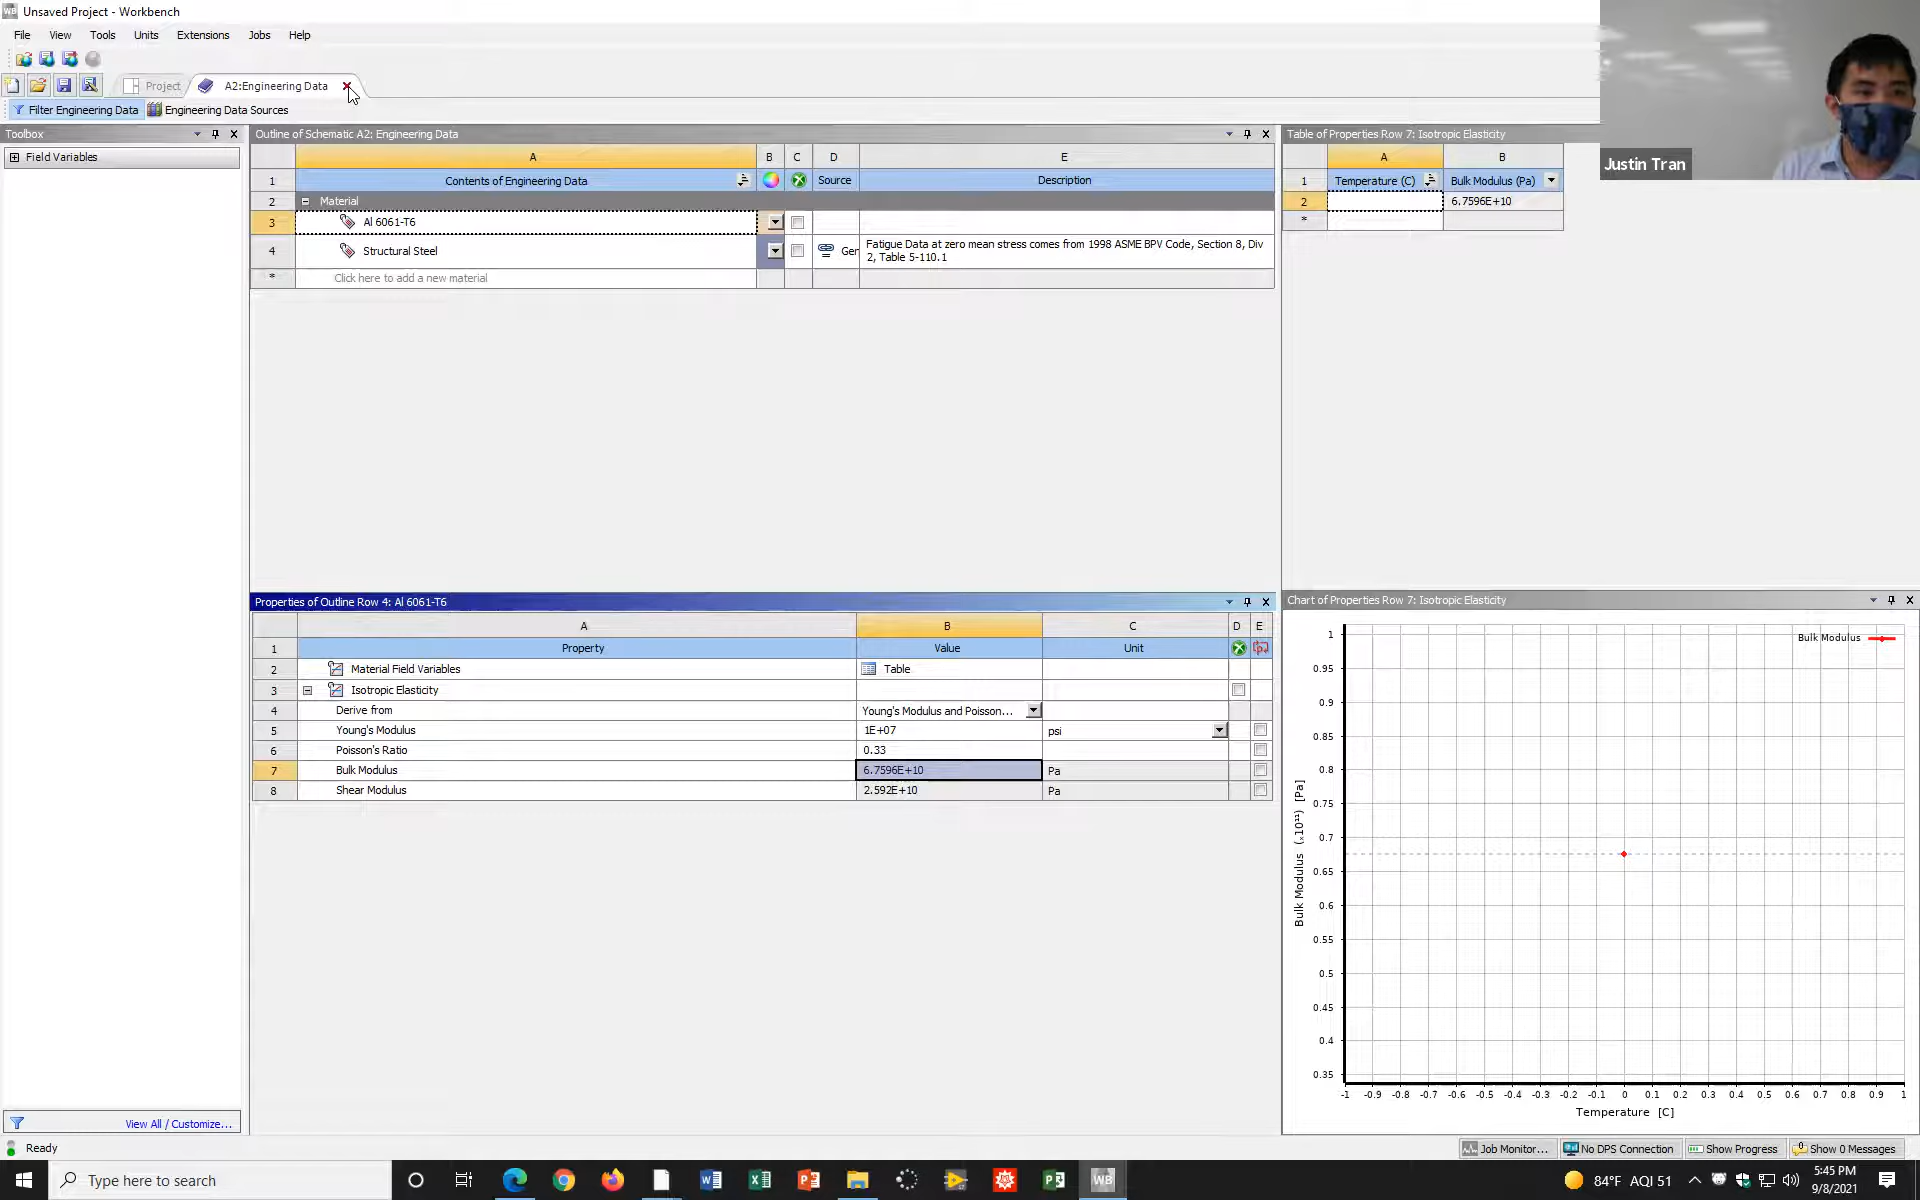 Unsaved Project - Workbench
File View Tools Units Extensions Jobs Help
Project A2:Engineering Data
Filter Engineering Data Engineering Data Sources
Toolbox
Field Variables
View All / Customize...
Outline of Schematic A2: Engineering Data
A B C D E
1 Contents of Engineering Data Source Description
2 Material
3 Al 6061-T6
4 Structural Steel Ger Fatigue Data at zero mean stress comes from 1998 ASME BPV Code, Section 8, Div
2, Table 5-110.1
* Click here to add a new material
Table of Properties Row 7: Isotropic Elasticity
A B
1 Temperature (C) Bulk Modulus (Pa)
2 6.7596E+10
*
Justin Tran
Properties of Outline Row 4: Al 6061-T6
A B C D E
1 Property Value Unit
2 Material Field Variables Table
3 Isotropic Elasticity
4 Derive from Young's Modulus and Poisson...
5 Young's Modulus 1E+07 psi
6 Poisson's Ratio 0.33
7 Bulk Modulus 6.7596E+10 Pa
8 Shear Modulus 2.592E+10 Pa
Chart of Properties Row 7: Isotropic Elasticity
Bulk Modulus
Bulk Modulus (.×10¹¹) [Pa]
1
0.95
0.9
0.85
0.8
0.75
0.7
0.65
0.6
0.55
0.5
0.45
0.4
0.35
-1 -0.9 -0.8 -0.7 -0.6 -0.5 -0.4 -0.3 -0.2 -0.1 0 0.1 0.2 0.3 0.4 0.5 0.6 0.7 0.8 0.9 1
Temperature [C]
Ready
Job Monitor... No DPS Connection Show Progress Show 0 Messages
Type here to search
84°F AQI 51
5:45 PM
9/8/2021